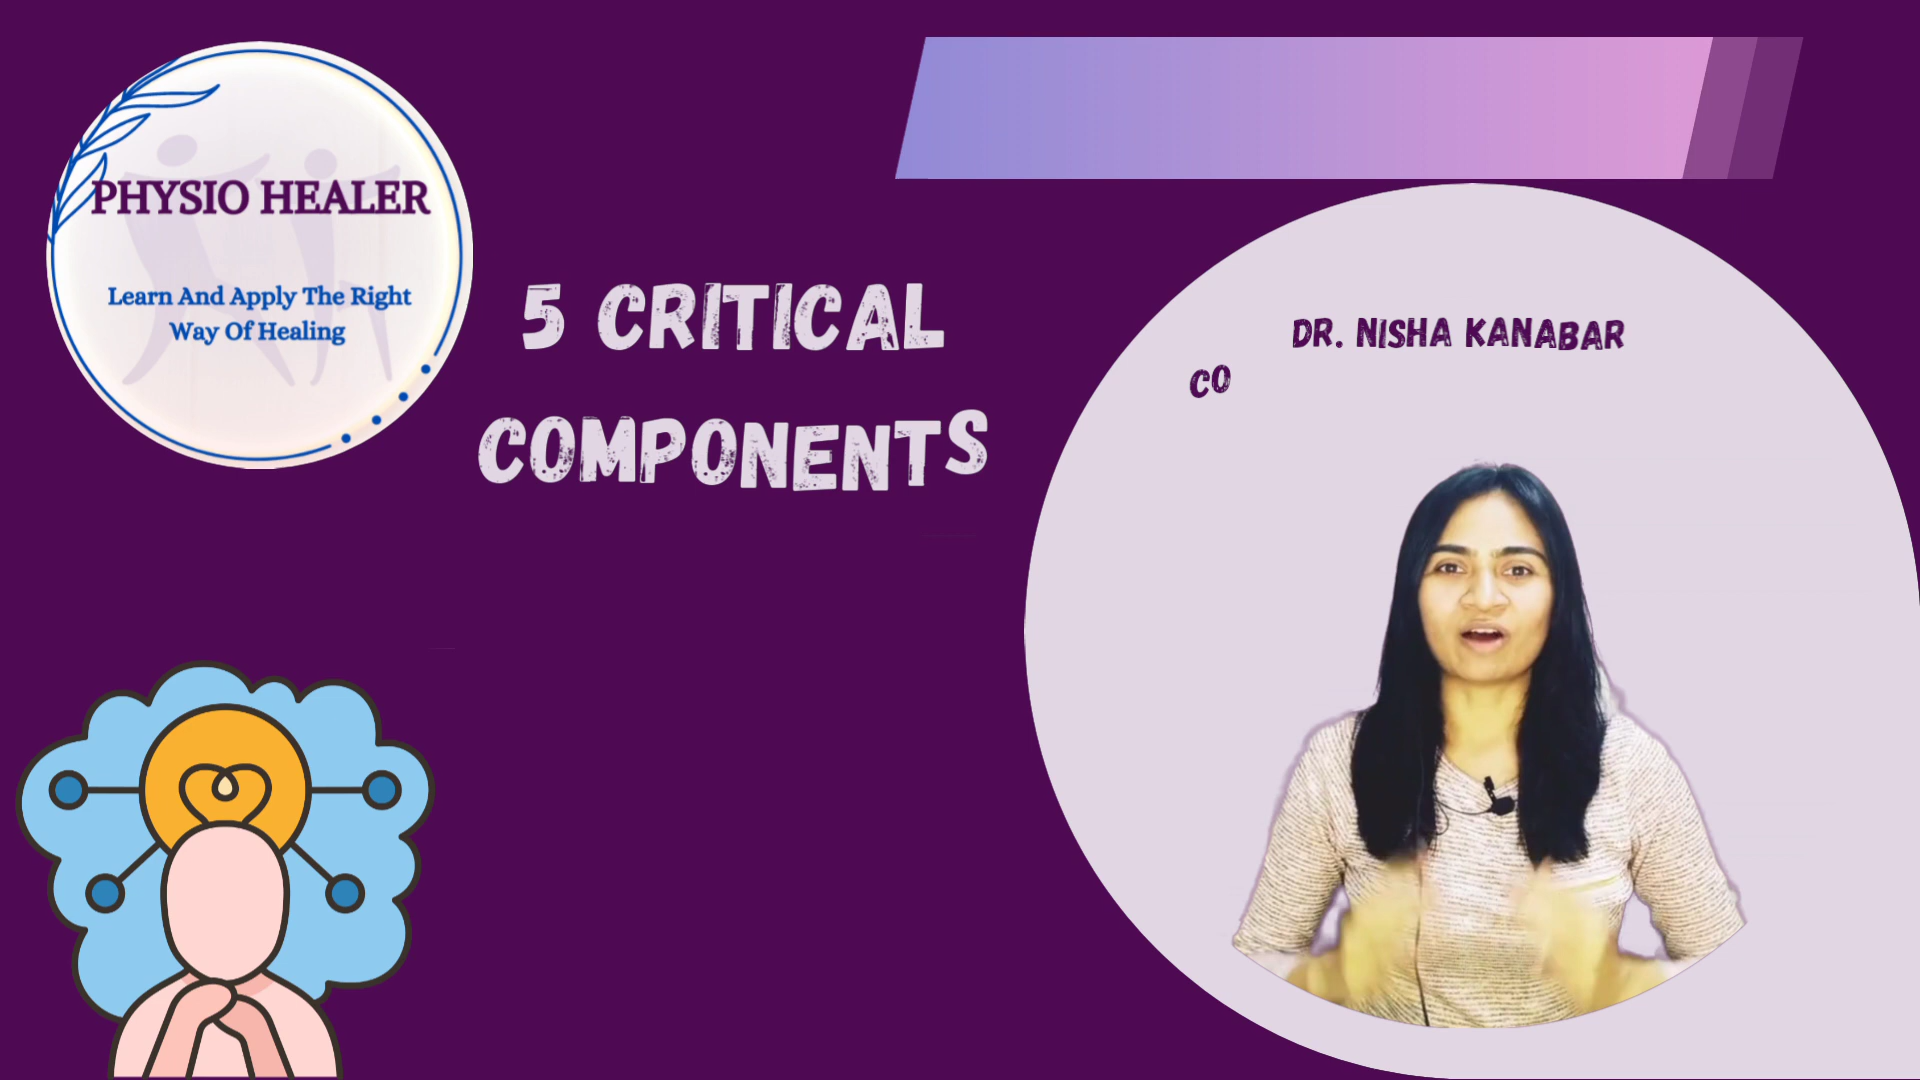 PHYSIO HEALER
Learn And Apply The Right
Way Of Healing
5 CRITICAL
COMPONENTS
DR. NISHA KANABAR
CO